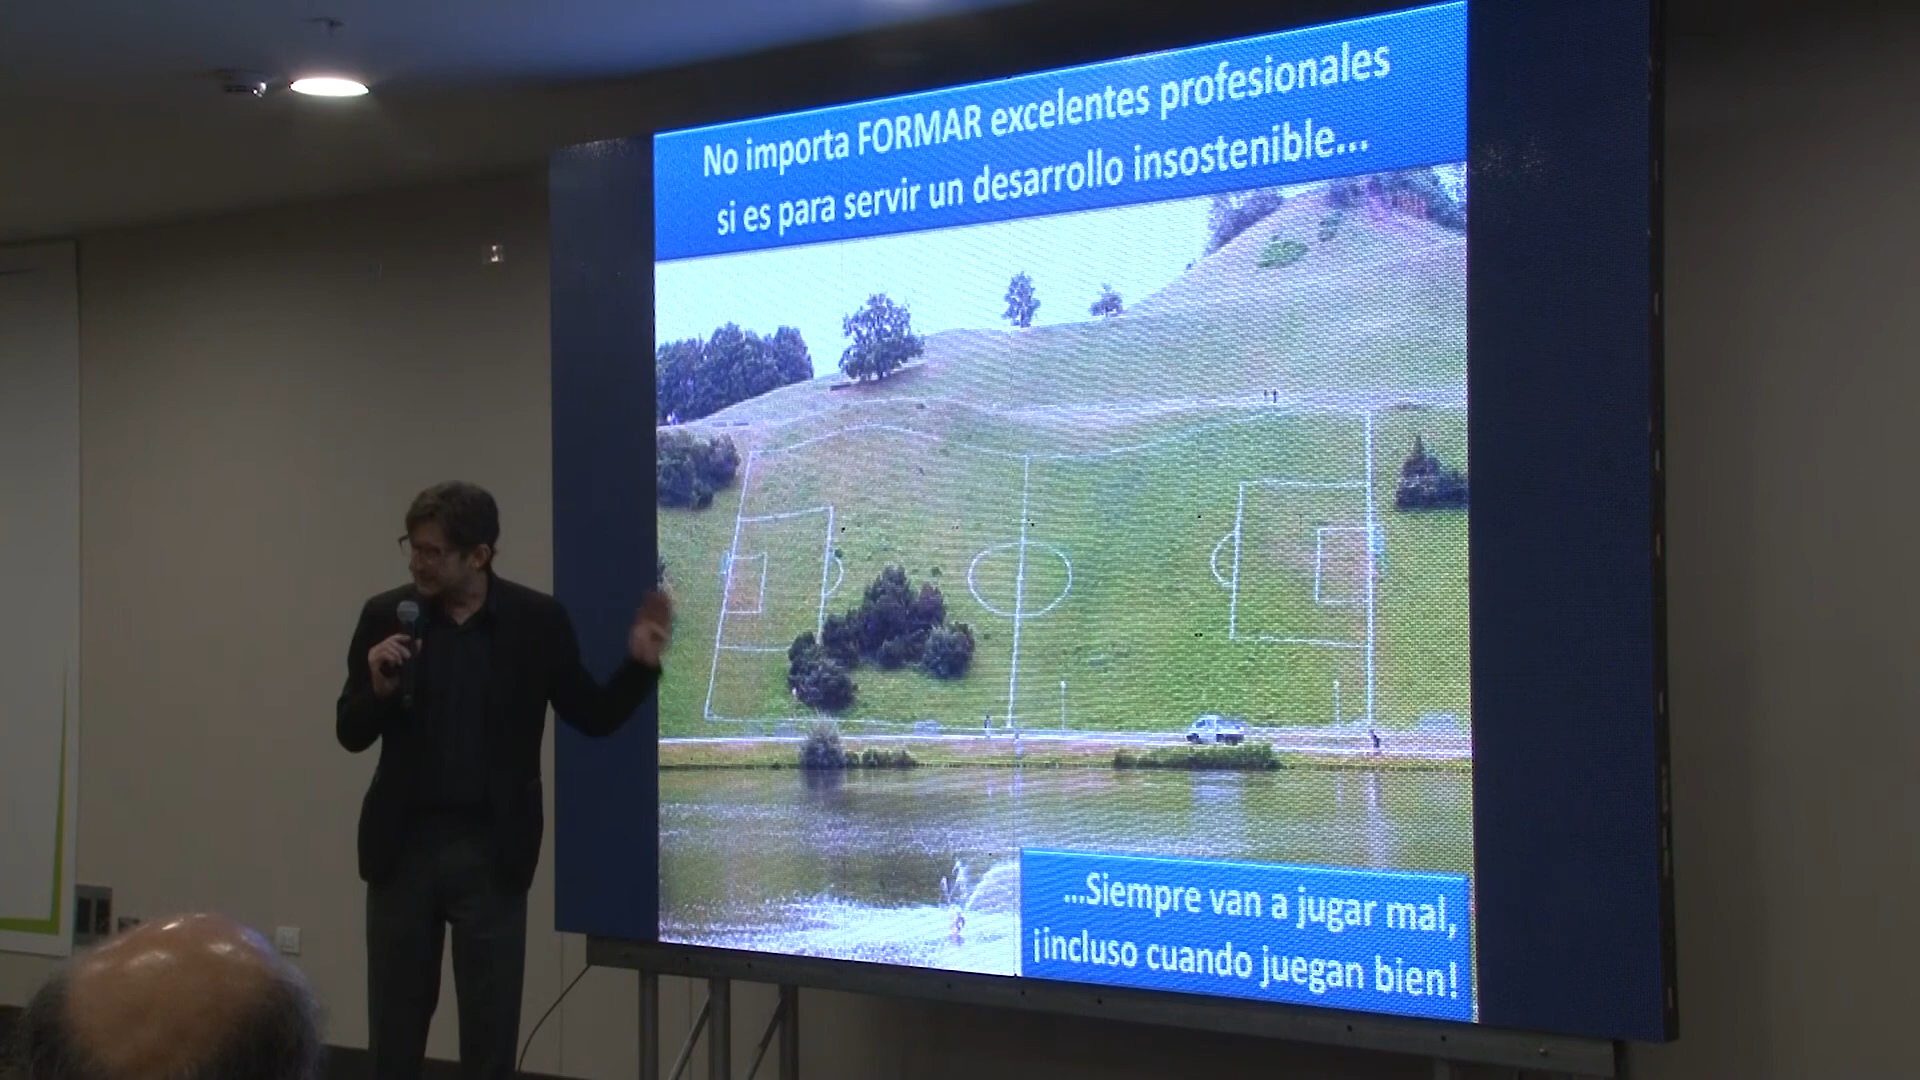 No importa FORMAR excelentes profesionales
si es para servir un desarrollo insostenible...
...Siempre van a jugar mal,
¡incluso cuando juegan bien!